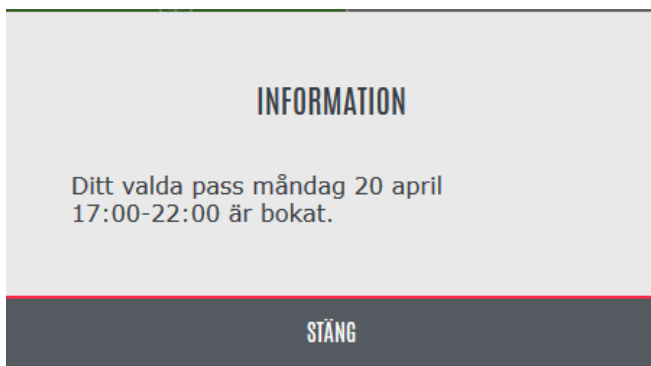 INFORMATION
Ditt valda pass måndag 20 april
17:00-22:00 är bokat.
STÄNG